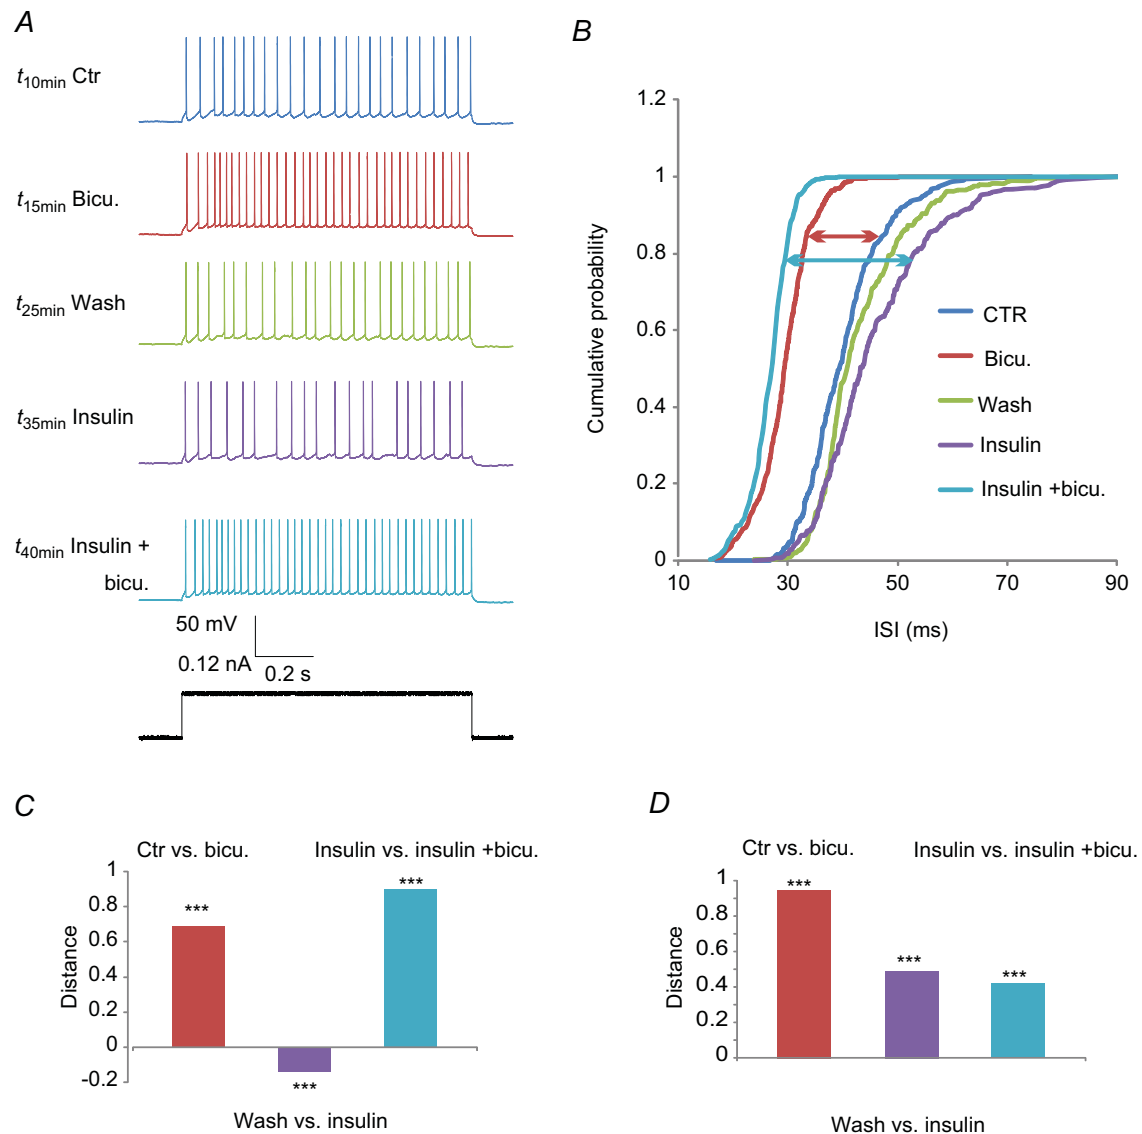 A
t10min Ctr
t15min Bicu.
t25min Wash
t35min Insulin
t40min Insulin +
bicu.
50 mV
0.12 nA
0.2 s
B
1.2
1
0.8
0.6
0.4
0.2
0
10
30
50
70
90
Cumulative probability
ISI (ms)
CTR
Bicu.
Wash
Insulin
Insulin +bicu.
C
Ctr vs. bicu.
Insulin vs. insulin +bicu.
1
0.8
0.6
0.4
0.2
0
-0.2
Distance
***
***
***
Wash vs. insulin
D
Ctr vs. bicu.
Insulin vs. insulin +bicu.
1
0.8
0.6
0.4
0.2
0
Distance
***
***
***
Wash vs. insulin